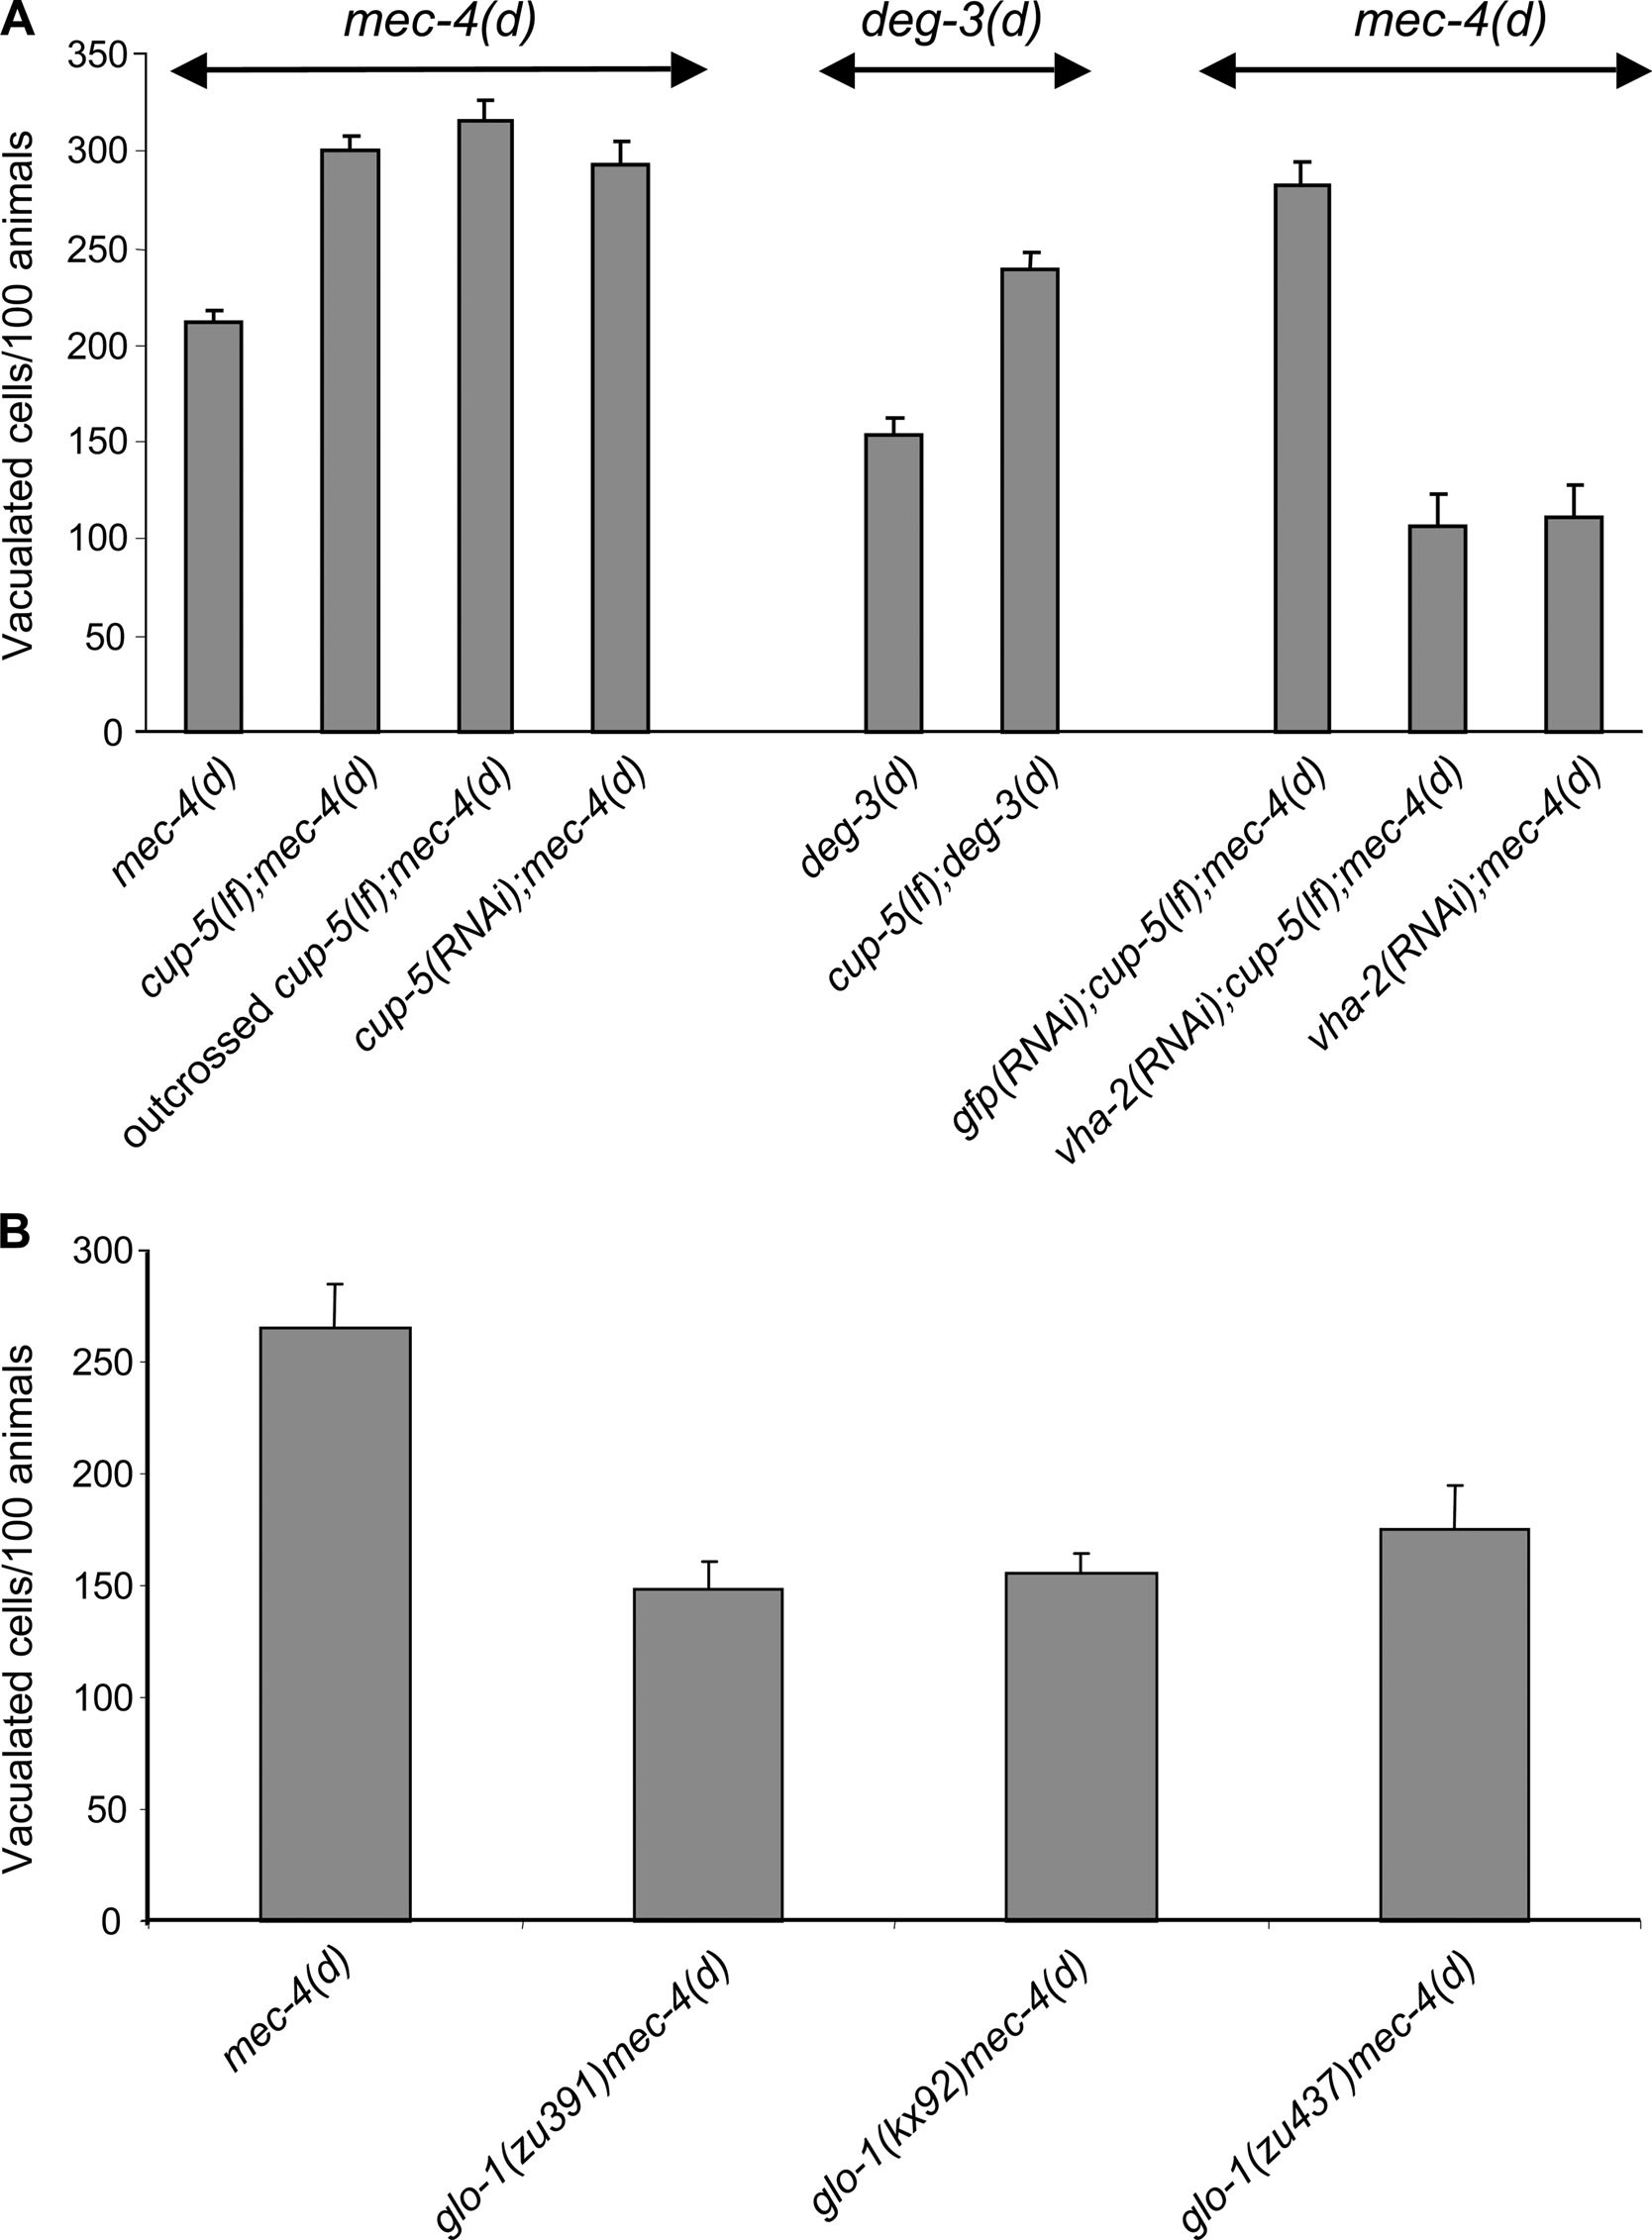 A
mec-4(d)
deg-3(d)
mec-4(d)
Vacualated cells/100 animals
350
300
250
200
150
100
50
0
mec-4(d)
cup-5(lf);mec-4(d)
outcrossed cup-5(lf);mec-4(d)
cup-5(RNAi);mec-4(d)
deg-3(d)
cup-5(lf);deg-3(d)
gfp(RNAi);cup-5(lf);mec-4(d)
vha-2(RNAi);cup-5(lf);mec-4(d)
vha-2(RNAi);mec-4(d)
B
Vacualated cells/100 animals
300
250
200
150
100
50
0
mec-4(d)
glo-1(zu391)mec-4(d)
glo-1(kx92)mec-4(d)
glo-1(zu437)mec-4(d)